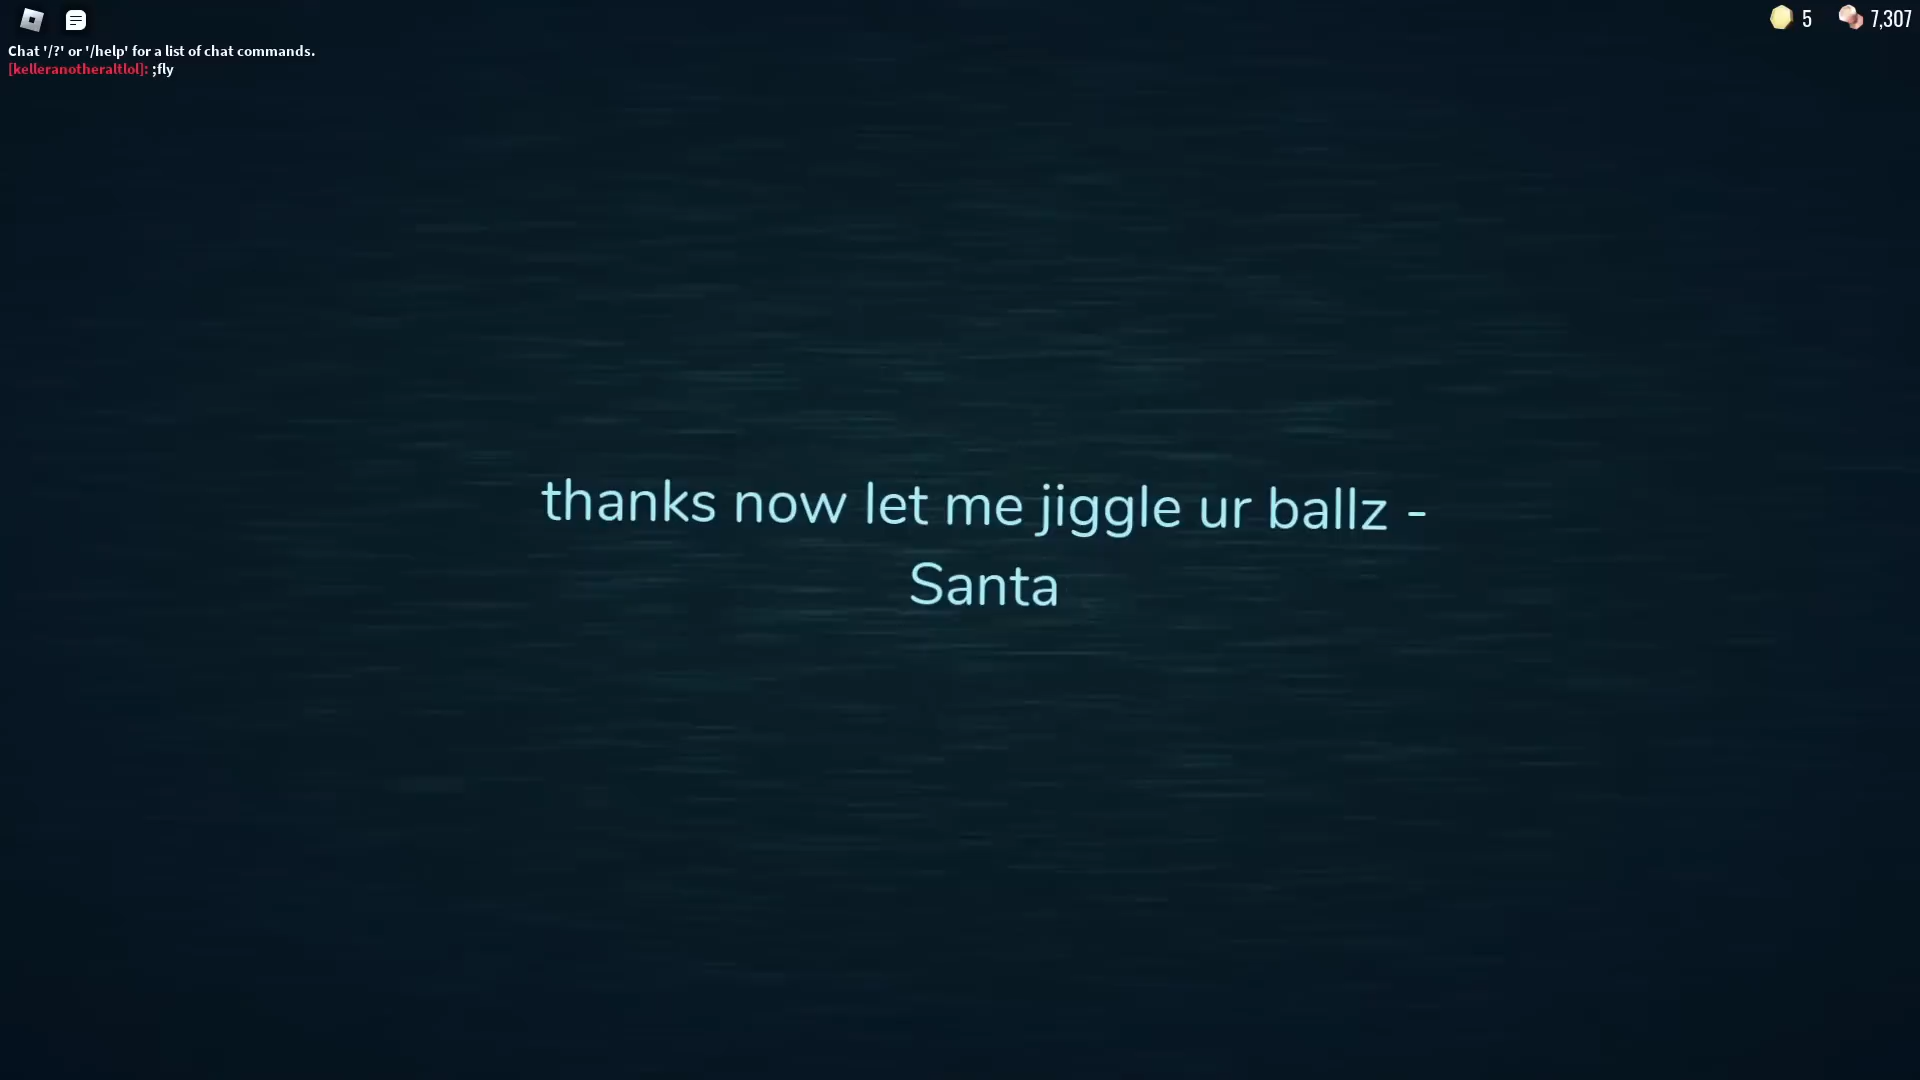 5 7,307
Chat '/?' or '/help' for a list of chat commands.
[kelleranotheraltlol]: ;fly
thanks now let me jiggle ur ballz -
Santa